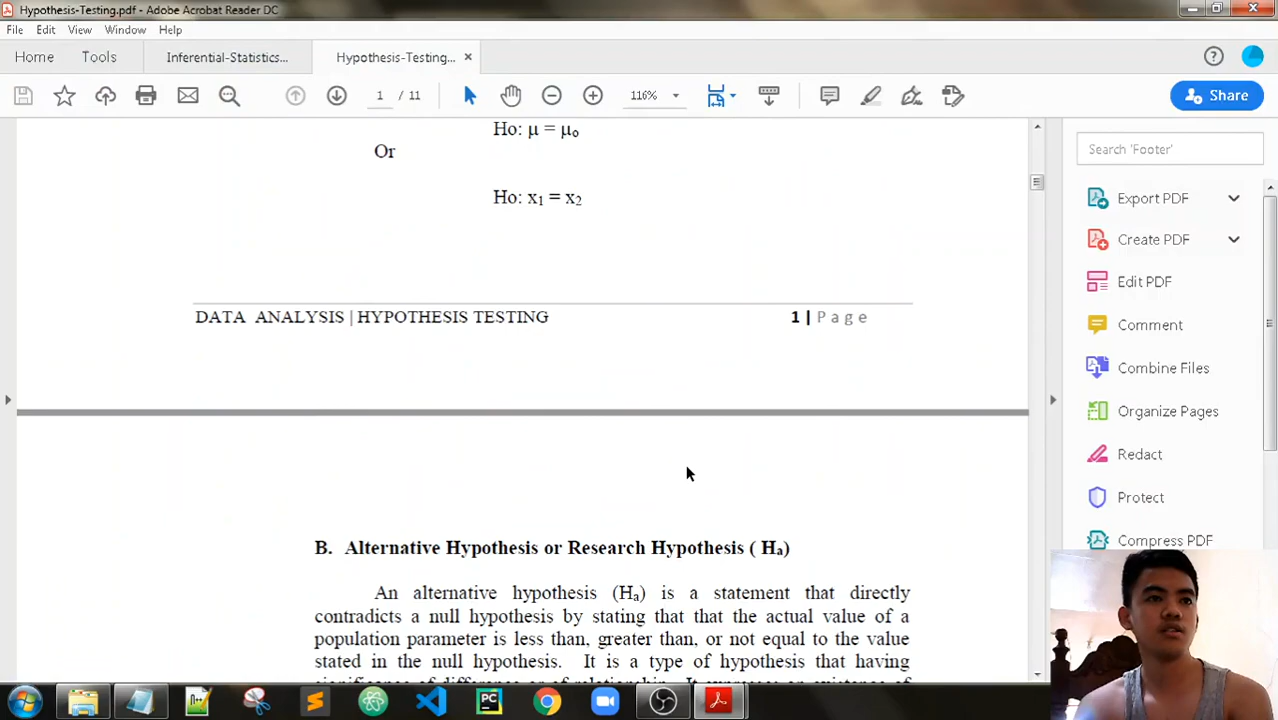 Hypothesis-Testing.pdf - Adobe Acrobat Reader DC
File Edit View Window Help
Home Tools Inferential-Statistics... Hypothesis-Testing... ×
1 / 11 116% Share
Ho: μ = μₒ
Or
Ho: x₁ = x₂
DATA ANALYSIS | HYPOTHESIS TESTING 1 | Page
B. Alternative Hypothesis or Research Hypothesis ( Hₐ)
An alternative hypothesis (Hₐ) is a statement that directly
contradicts a null hypothesis by stating that that the actual value of a
population parameter is less than, greater than, or not equal to the value
stated in the null hypothesis. It is a type of hypothesis that having
Search 'Footer'
Export PDF
Create PDF
Edit PDF
Comment
Combine Files
Organize Pages
Redact
Protect
Compress PDF